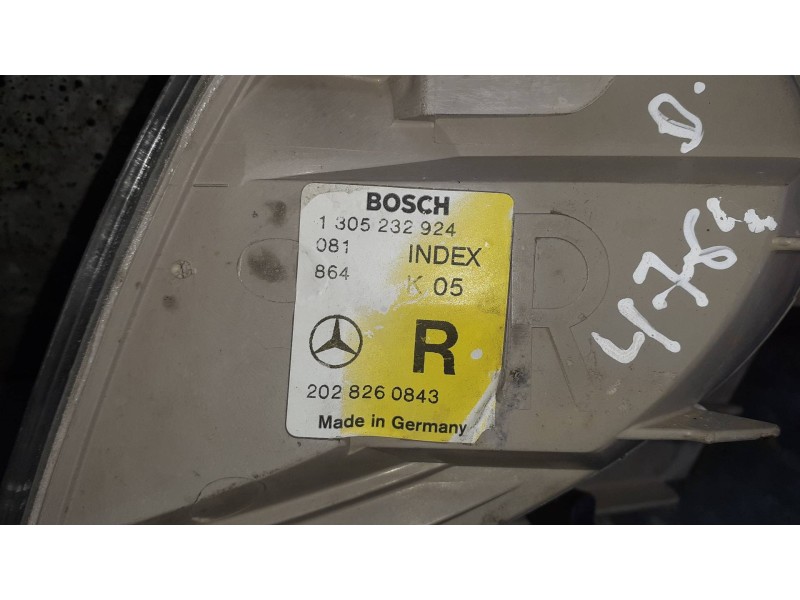 BOSCH
1 305 232 924
081 INDEX
864 K 05
R
202 826 0843
Made in Germany
R
D.